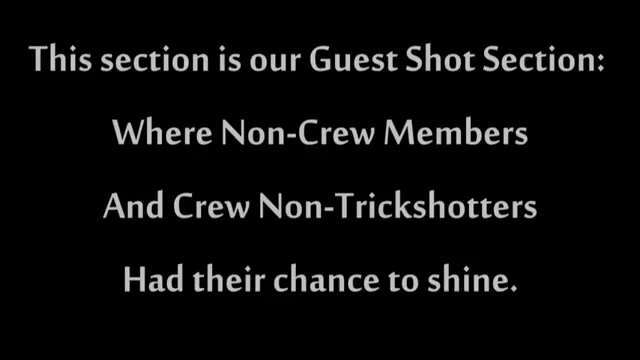 This section is our Guest Shot Section:
Where Non-Crew Members
And Crew Non-Trickshotters
Had their chance to shine.